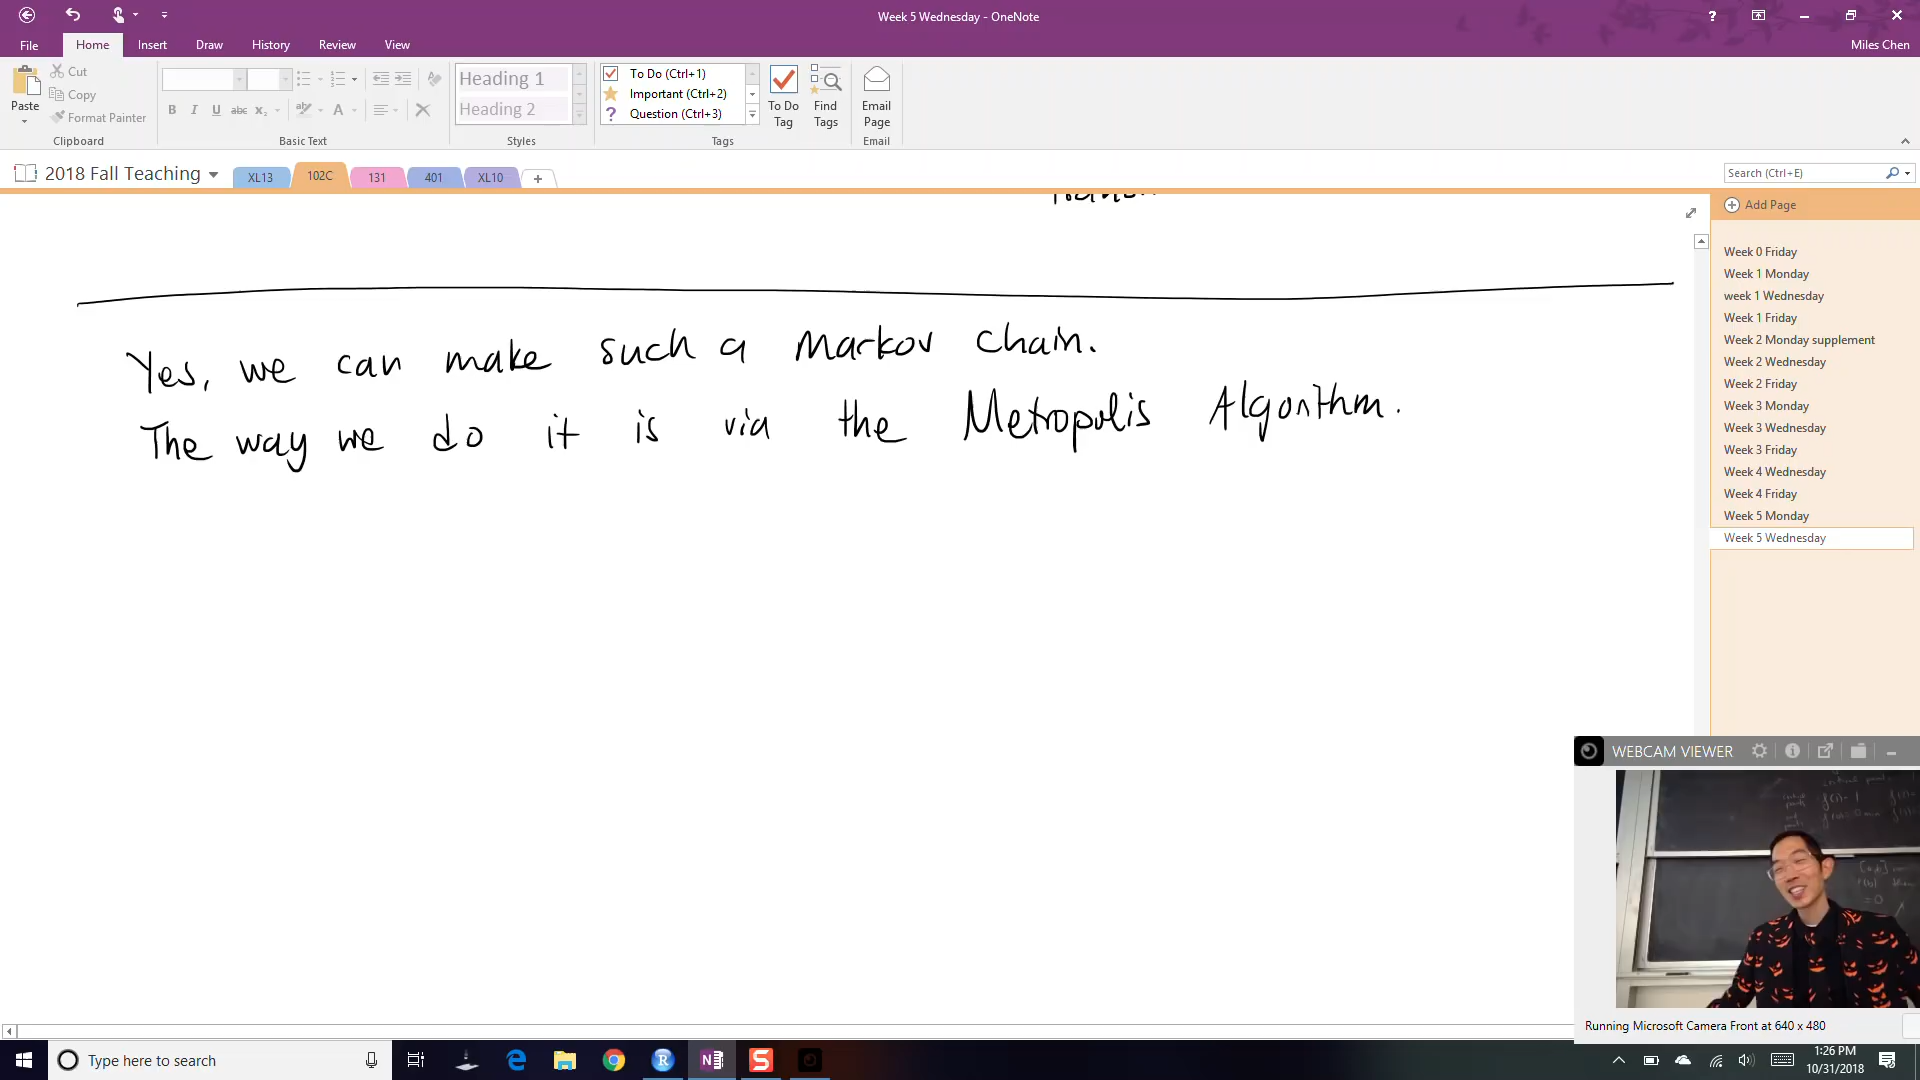 Week 5 Wednesday - OneNote
File Home Insert Draw History Review View
Miles Chen
Paste
Cut
Copy
Format Painter
Clipboard
B I U abc x₂ A
Basic Text
Heading 1
Heading 2
Styles
To Do (Ctrl+1)
Important (Ctrl+2)
Question (Ctrl+3)
To Do Tag
Find Tags
Tags
Email Page
Email
2018 Fall Teaching
XL13 102C 131 401 XL10
Search (Ctrl+E)
Yes, we can make such a Markov chain.
The way we do it is via the Metropolis Algorithm.
Add Page
Week 0 Friday
Week 1 Monday
week 1 Wednesday
Week 1 Friday
Week 2 Monday supplement
Week 2 Wednesday
Week 2 Friday
Week 3 Monday
Week 3 Wednesday
Week 3 Friday
Week 4 Wednesday
Week 4 Friday
Week 5 Monday
Week 5 Wednesday
WEBCAM VIEWER
Running Microsoft Camera Front at 640 x 480
Type here to search
1:26 PM
10/31/2018